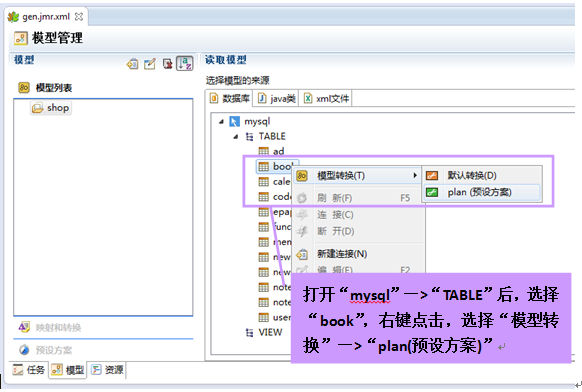 gen.jmr.xml
模型管理
模型
模型列表
shop
映射和转换
预设方案
任务 模型 资源
读取模型
选择模型的来源
数据库 java类 xml文件
mysql
TABLE
ad
book
cale
code
epap
func
mem
new
new
note
note
user
VIEW
模型转换(T)
刷 新(F) F5
连 接(C)
断 开(D)
新建连接(N)
编 辑(E) F2
默认转换(D)
plan (预设方案)
打开“mysql”—>“TABLE”后，选择
“book”，右键点击，选择“模型转
换”—>“plan(预设方案)”